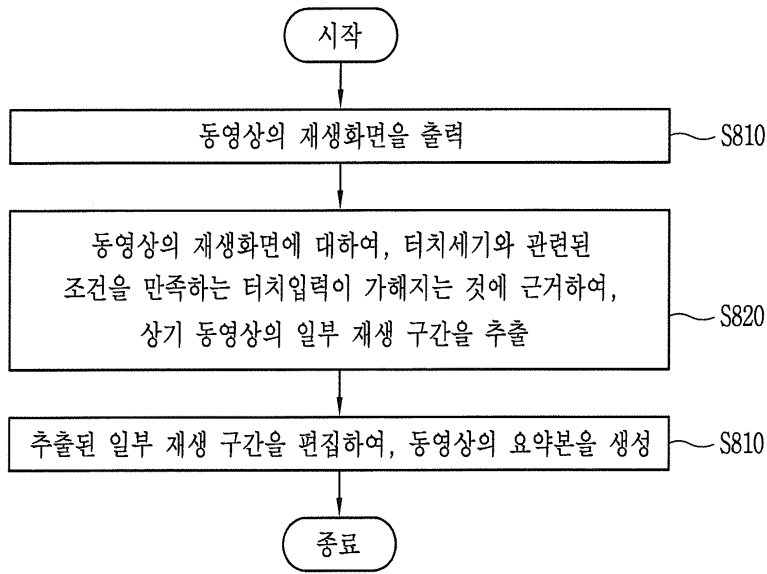 시작
동영상의 재생화면을 출력
S810
동영상의 재생화면에 대하여, 터치세기와 관련된
조건을 만족하는 터치입력이 가해지는 것에 근거하여,
상기 동영상의 일부 재생 구간을 추출
S820
추출된 일부 재생 구간을 편집하여, 동영상의 요약본을 생성
S810
종료